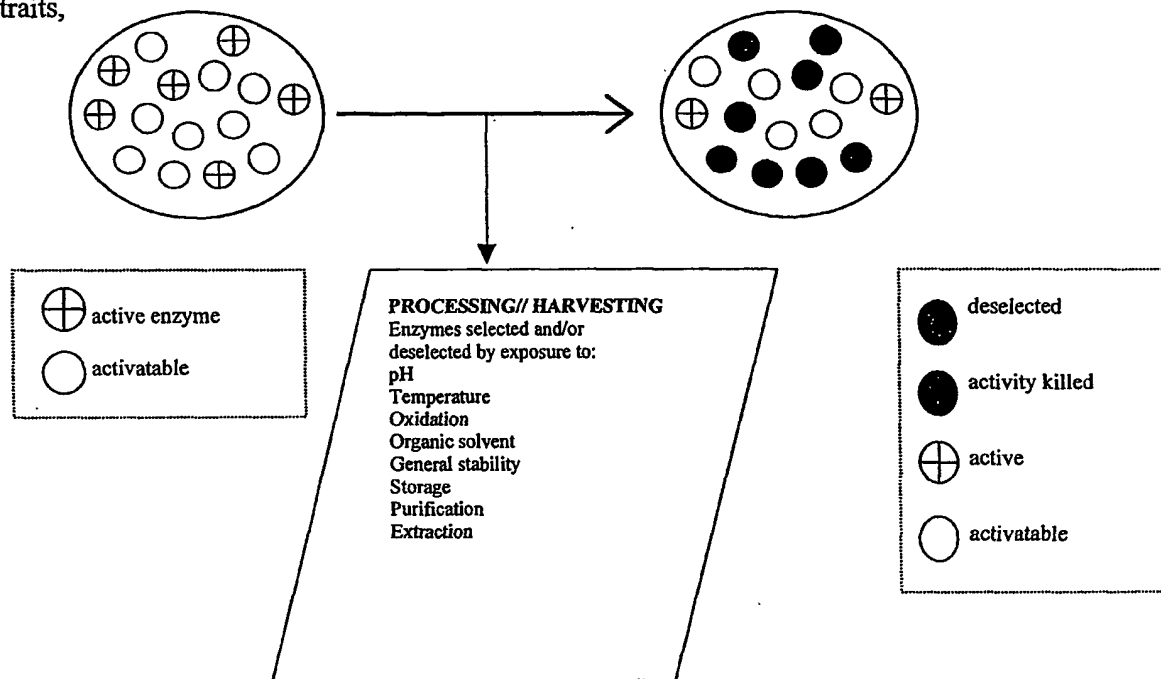 traits,
active enzyme
activatable
PROCESSING// HARVESTING
Enzymes selected and/or
deselected by exposure to:
pH
Temperature
Oxidation
Organic solvent
General stability
Storage
Purification
Extraction
deselected
activity killed
active
activatable